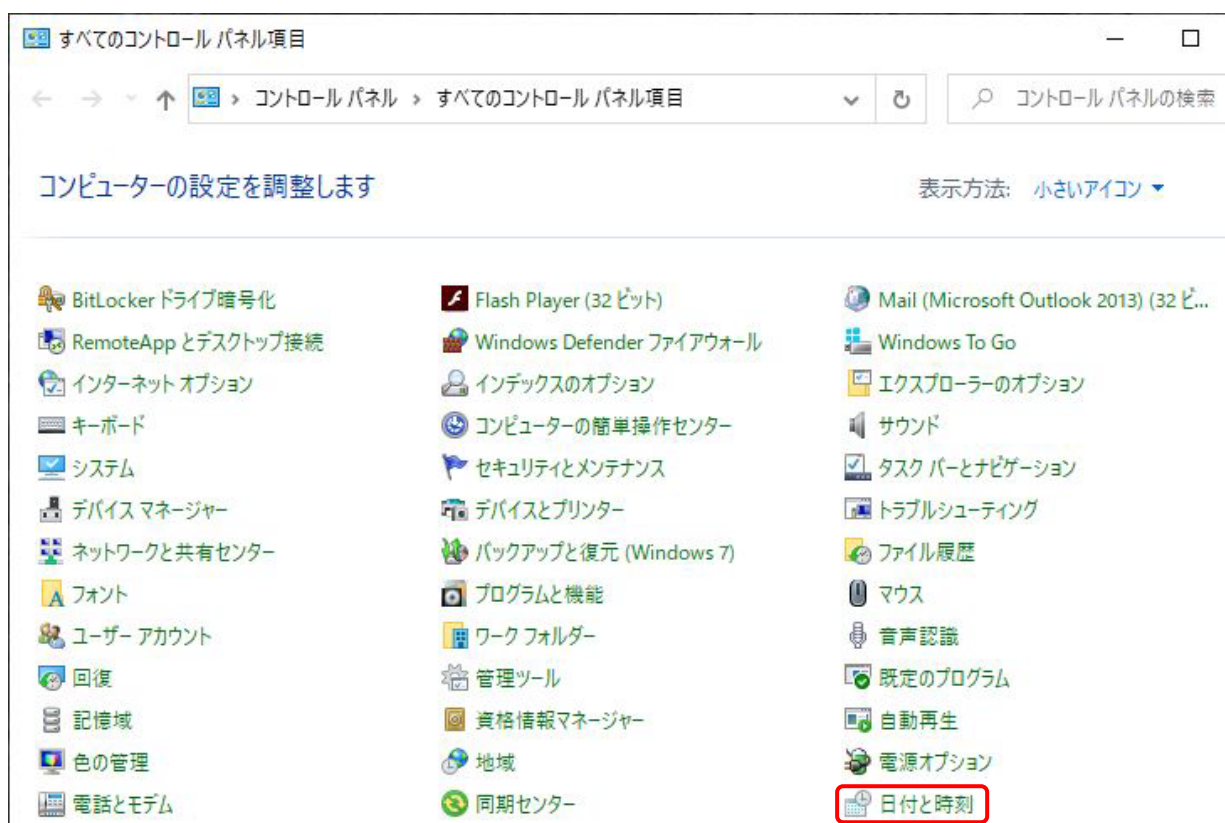 すべてのコントロール パネル項目
コントロール パネル › すべてのコントロール パネル項目 コントロール パネルの検索
コンピューターの設定を調整します 表示方法: 小さいアイコン
BitLocker ドライブ暗号化 Flash Player (32 ビット) Mail (Microsoft Outlook 2013) (32 ビ...
RemoteApp とデスクトップ接続 Windows Defender ファイアウォール Windows To Go
インターネット オプション インデックスのオプション エクスプローラーのオプション
キーボード コンピューターの簡単操作センター サウンド
システム セキュリティとメンテナンス タスク バーとナビゲーション
デバイス マネージャー デバイスとプリンター トラブルシューティング
ネットワークと共有センター バックアップと復元 (Windows 7) ファイル履歴
フォント プログラムと機能 マウス
ユーザー アカウント ワーク フォルダー 音声認識
回復 管理ツール 既定のプログラム
記憶域 資格情報マネージャー 自動再生
色の管理 地域 電源オプション
電話とモデム 同期センター 日付と時刻